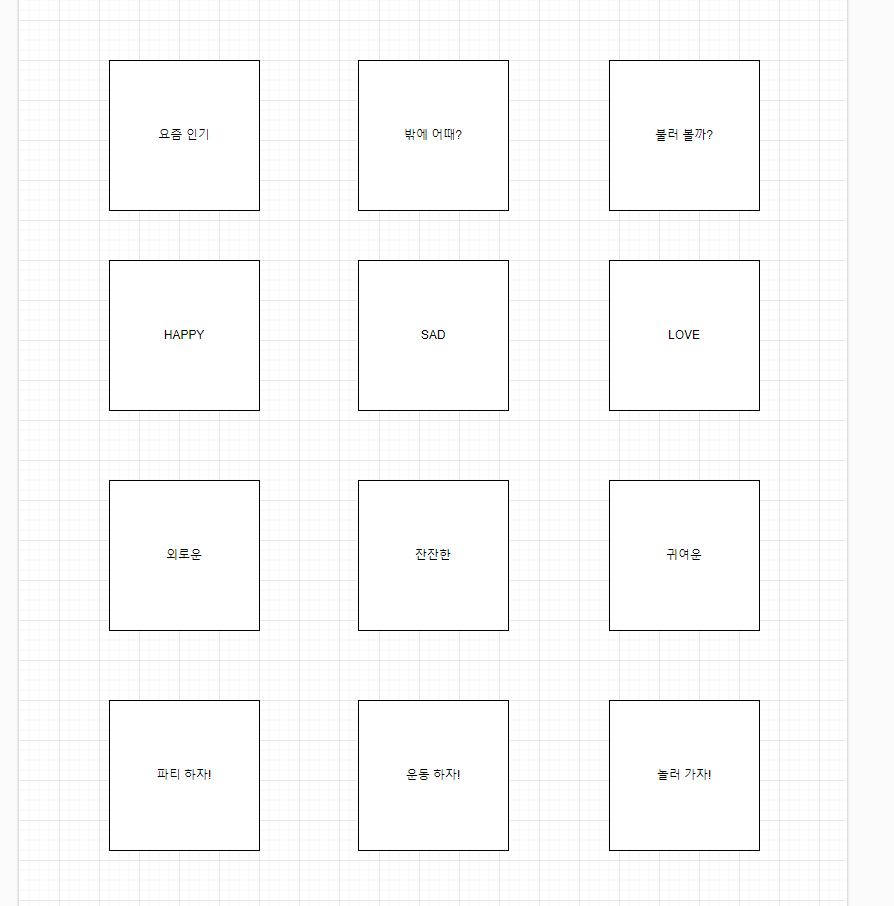 요즘 인기
밖에 어때?
불러 볼까?
HAPPY
SAD
LOVE
외로운
잔잔한
귀여운
파티 하자!
운동 하자!
놀러 가자!